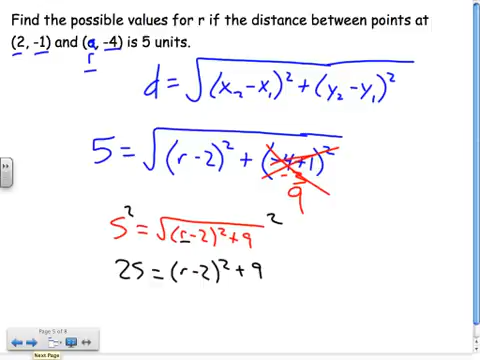 Find the possible values for r if the distance between points at
(2, -1) and (a, -4) is 5 units.
r
d = √(x₂ - x₁)² + (y₂ - y₁)²
5 = √(r - 2)² + (-4 + 1)²
-3
9
5² = √(r - 2)² + 9 ²
25 = (r - 2)² + 9
Page 5 of 8
Next Page